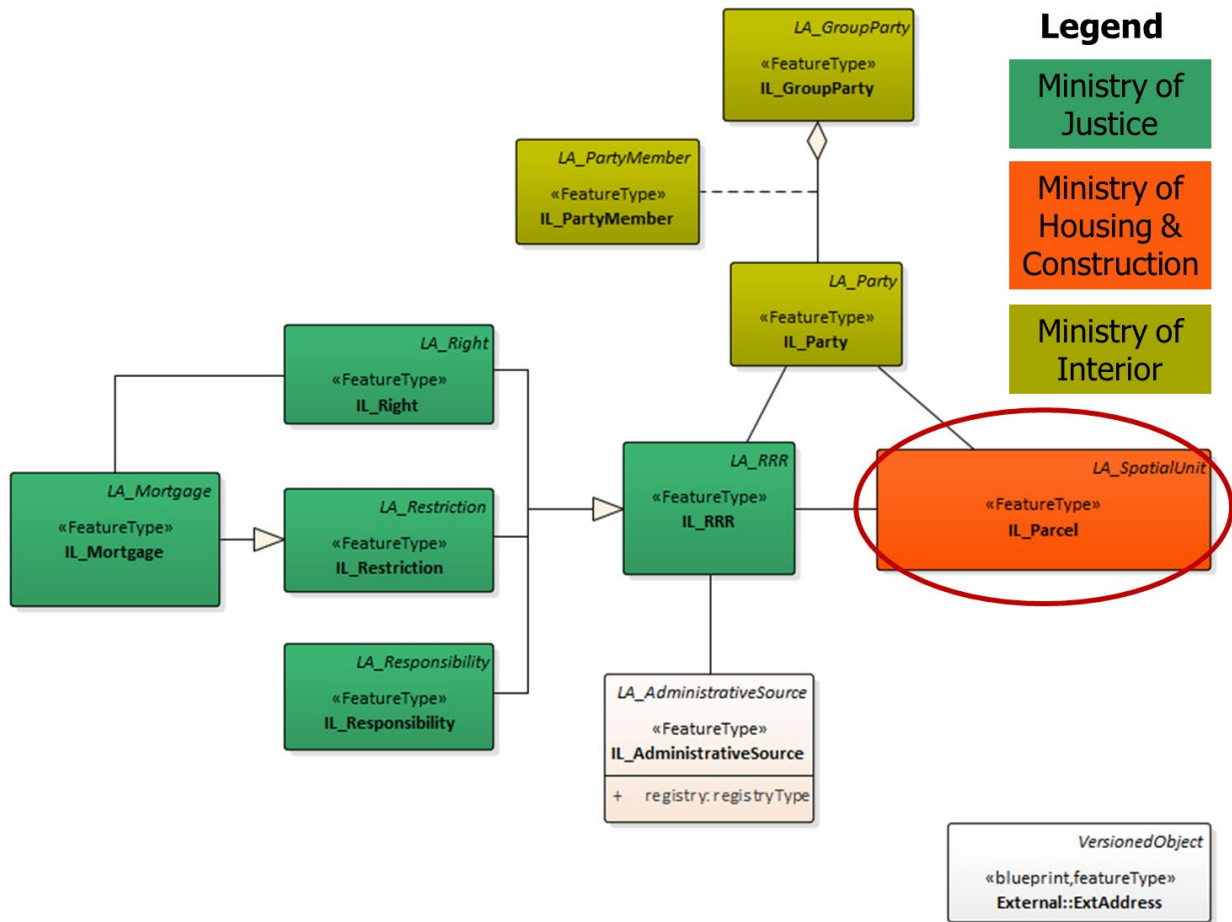 LA_GroupParty
«FeatureType»
IL_GroupParty
Legend
Ministry of
Justice
Ministry of
Housing &
Construction
Ministry of
Interior
LA_PartyMember
«FeatureType»
IL_PartyMember
LA_Party
«FeatureType»
IL_Party
LA_Right
«FeatureType»
IL_Right
LA_Mortgage
«FeatureType»
IL_Mortgage
LA_Restriction
«FeatureType»
IL_Restriction
LA_Responsibility
«FeatureType»
IL_Responsibility
LA_RRR
«FeatureType»
IL_RRR
LA_SpatialUnit
«FeatureType»
IL_Parcel
LA_AdministrativeSource
«FeatureType»
IL_AdministrativeSource
+ registry: registryType
VersionedObject
«blueprint,featureType»
External::ExtAddress